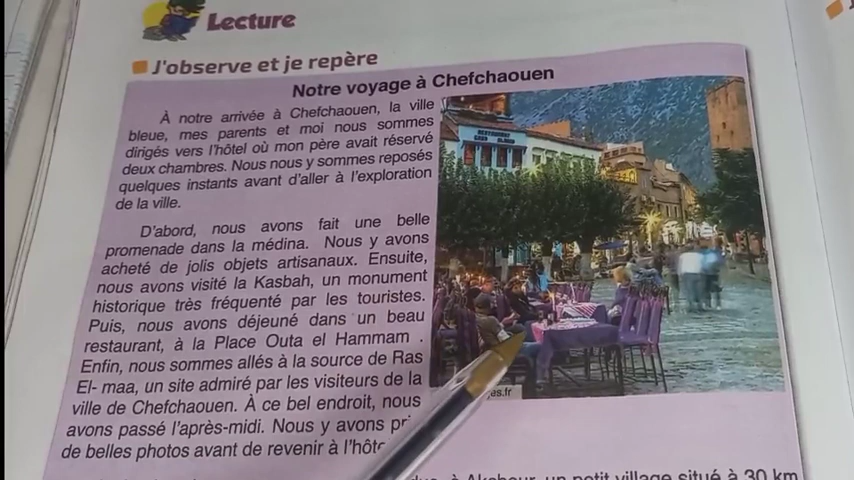 Lecture
J'observe et je repère
Notre voyage à Chefchaouen
À notre arrivée à Chefchaouen, la ville
bleue, mes parents et moi nous sommes
dirigés vers l'hôtel où mon père avait réservé
deux chambres. Nous nous y sommes reposés
quelques instants avant d'aller à l'exploration
de la ville.
D'abord, nous avons fait une belle
promenade dans la médina. Nous y avons
acheté de jolis objets artisanaux. Ensuite,
nous avons visité la Kasbah, un monument
historique très fréquenté par les touristes.
Puis, nous avons déjeuné dans un beau
restaurant, à la Place Outa el Hammam .
Enfin, nous sommes allés à la source de Ras
El- maa, un site admiré par les visiteurs de la
ville de Chefchaouen. À ce bel endroit, nous
avons passé l'après-midi. Nous y avons
de belles photos avant de revenir à l'hôte
à Akchour, un petit village situé à 30 km
RESTAURANT
es.fr